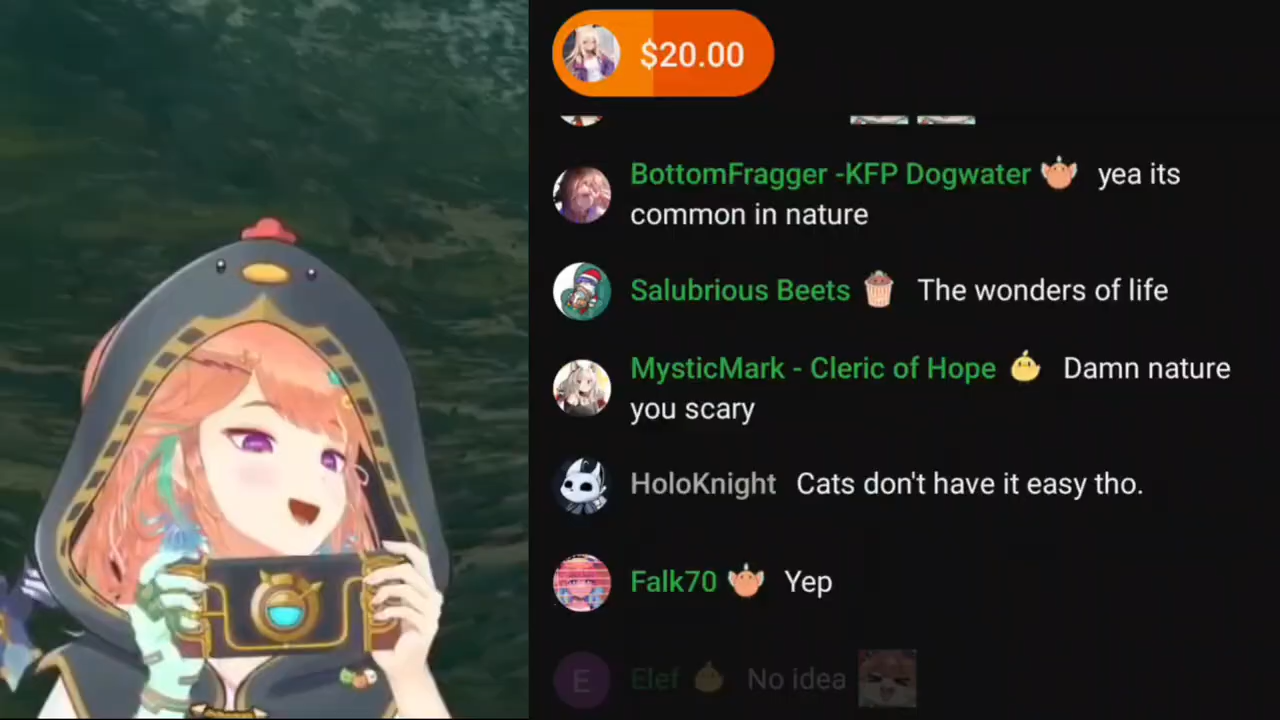 $20.00
BottomFragger -KFP Dogwater yea its
common in nature
Salubrious Beets The wonders of life
MysticMark - Cleric of Hope Damn nature
you scary
HoloKnight Cats don't have it easy tho.
Falk70 Yep
E Elef No idea